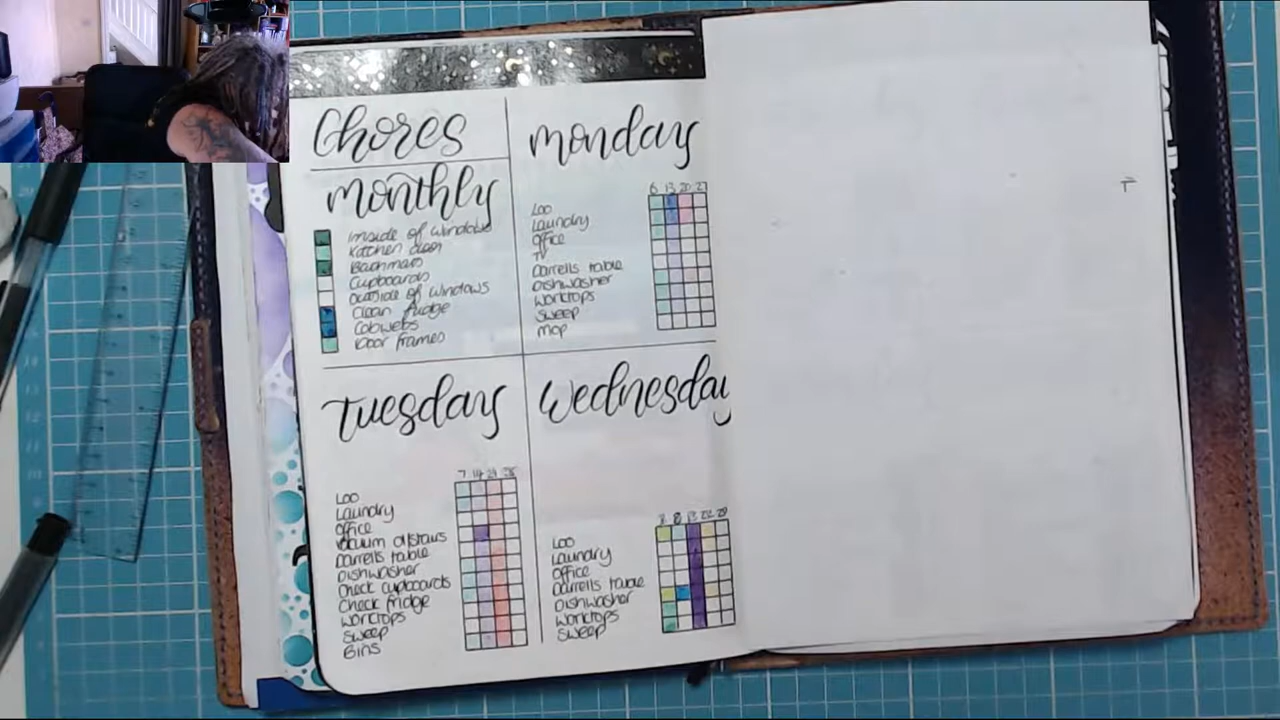 Chores
monthly
Inside of windows
Kitchen clean
Bathmats
Cupboards
outside of windows
Clean fridge
Cobwebs
Door frames
monday
6 13 20 27
Loo
Laundry
office
TV
Darrells table
Dishwasher
worktops
sweep
mop
Tuesday
7 14 21 28
Loo
Laundry
office
Vacuum
Darrells table
Dishwasher
Check cupboards
Check fridge
worktops
sweep
Bins
Wednesday
22 29
Loo
Laundry
office
Darrells table
Dishwasher
worktops
sweep